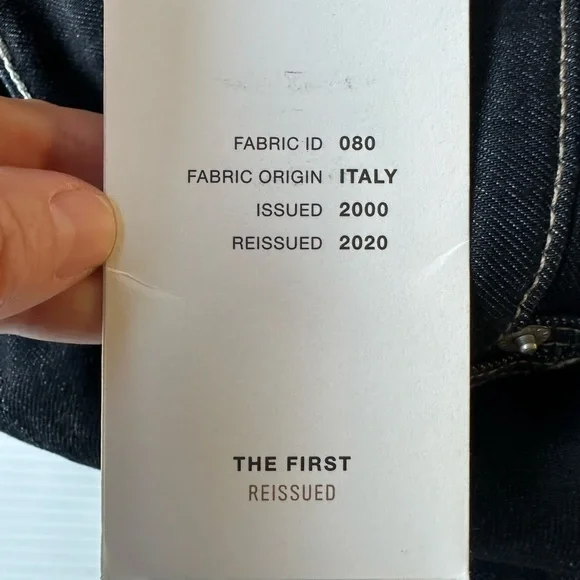 FABRIC ID 080
FABRIC ORIGIN ITALY
ISSUED 2000
REISSUED 2020
THE FIRST
REISSUED